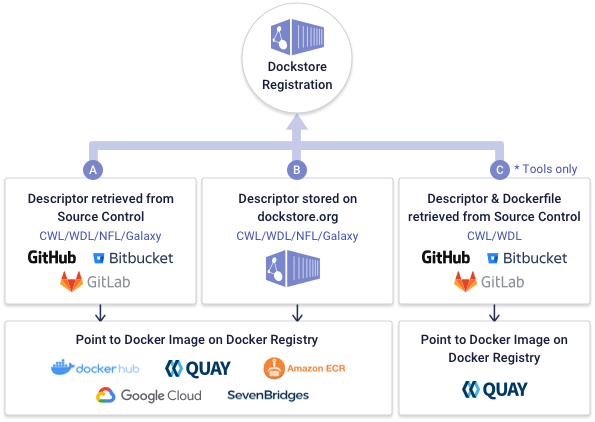 Dockstore
Registration
A
B
C
* Tools only
Descriptor retrieved from
Source Control
CWL/WDL/NFL/Galaxy
GitHub
Bitbucket
GitLab
Descriptor stored on
dockstore.org
CWL/WDL/NFL/Galaxy
Descriptor & Dockerfile
retrieved from Source Control
CWL/WDL
GitHub
Bitbucket
GitLab
Point to Docker Image on Docker Registry
docker hub
QUAY
Amazon ECR
Google Cloud
SevenBridges
Point to Docker Image on
Docker Registry
QUAY